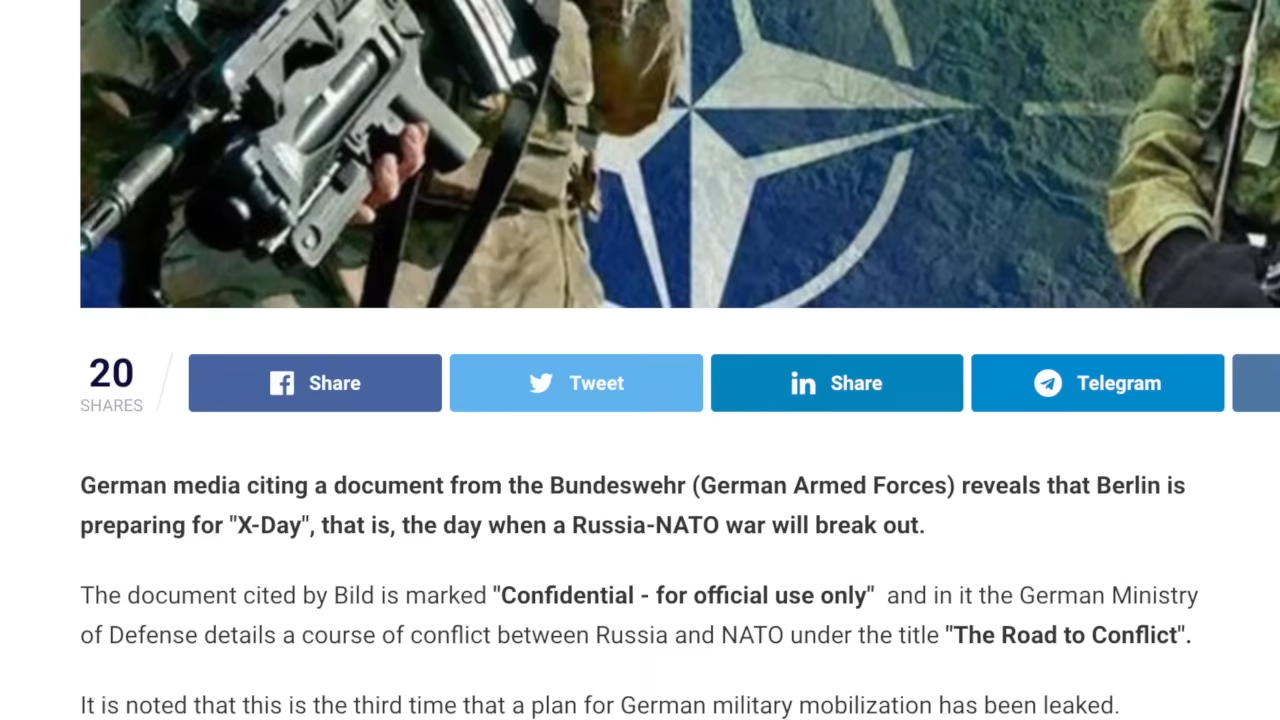 20
SHARES
Share
Tweet
Share
Telegram
German media citing a document from the Bundeswehr (German Armed Forces) reveals that Berlin is
preparing for "X-Day", that is, the day when a Russia-NATO war will break out.
The document cited by Bild is marked "Confidential - for official use only" and in it the German Ministry
of Defense details a course of conflict between Russia and NATO under the title "The Road to Conflict".
It is noted that this is the third time that a plan for German military mobilization has been leaked.